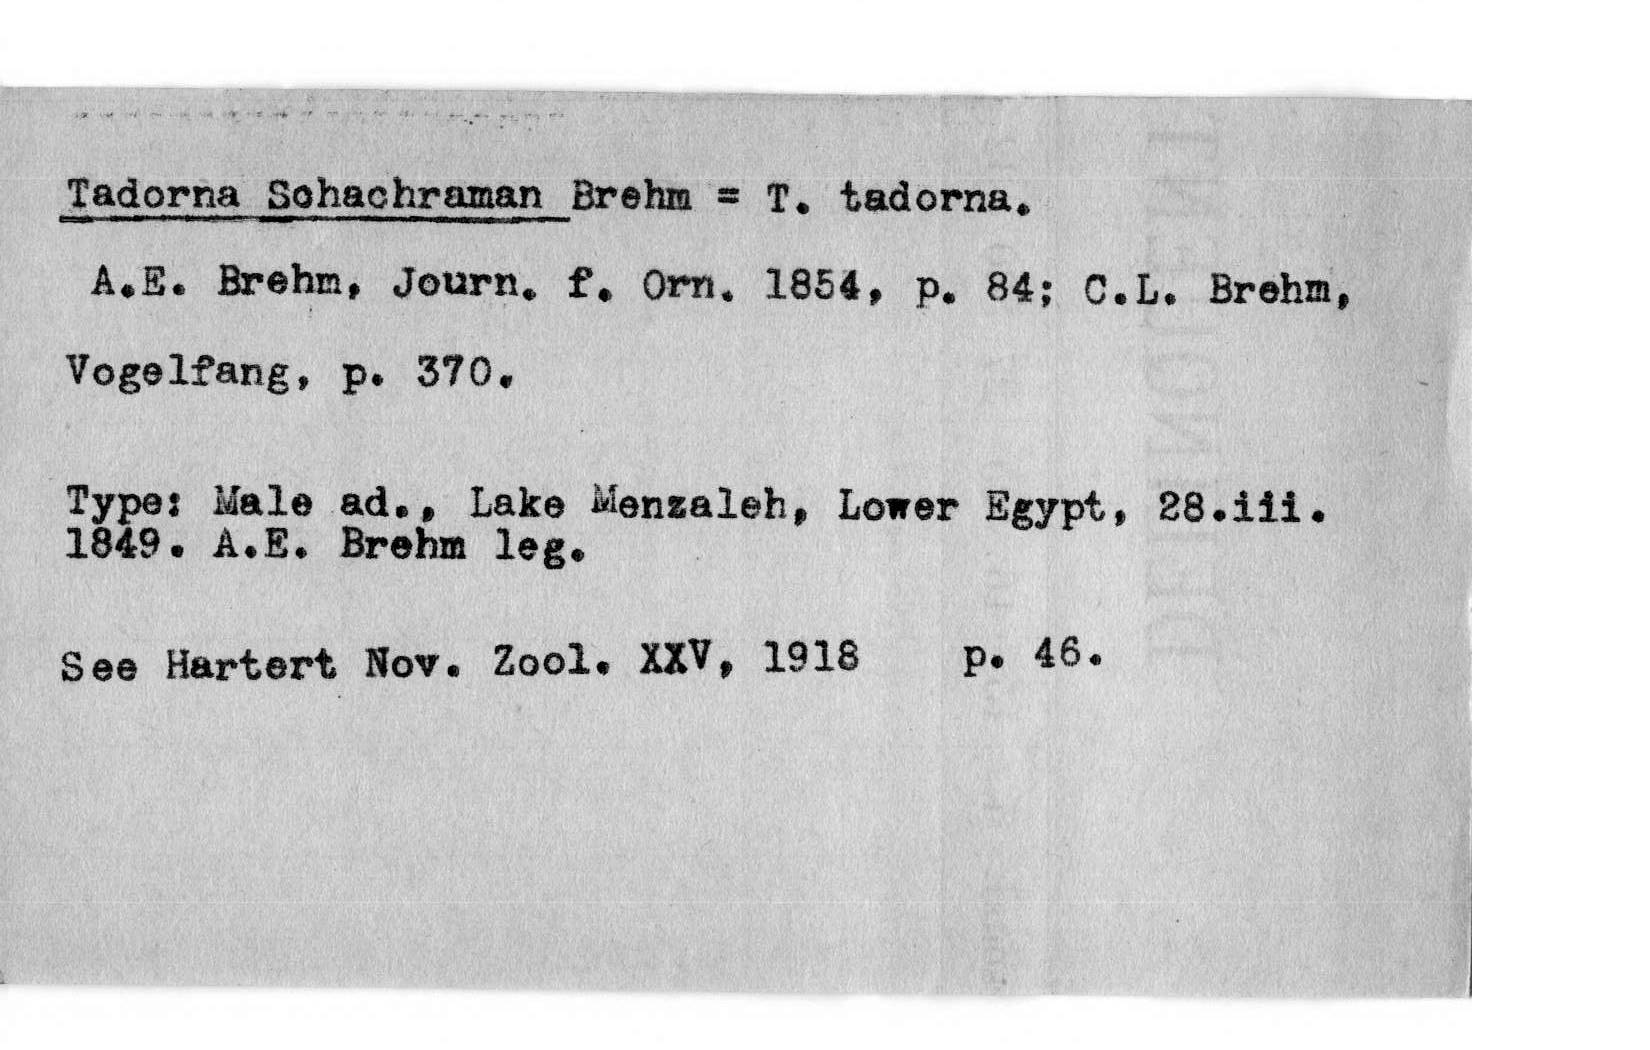 Tadorna Schachraman Brehm = T. tadorna.
A.E. Brehm, Journ. f. Orn. 1854, p. 84; C.L. Brehm,
Vogelfang, p. 370.
Type: Male ad., Lake Menzaleh, Lower Egypt, 28.iii.
1849. A.E. Brehm leg.
See Hartert Nov. Zool. XXV, 1918 p. 46.